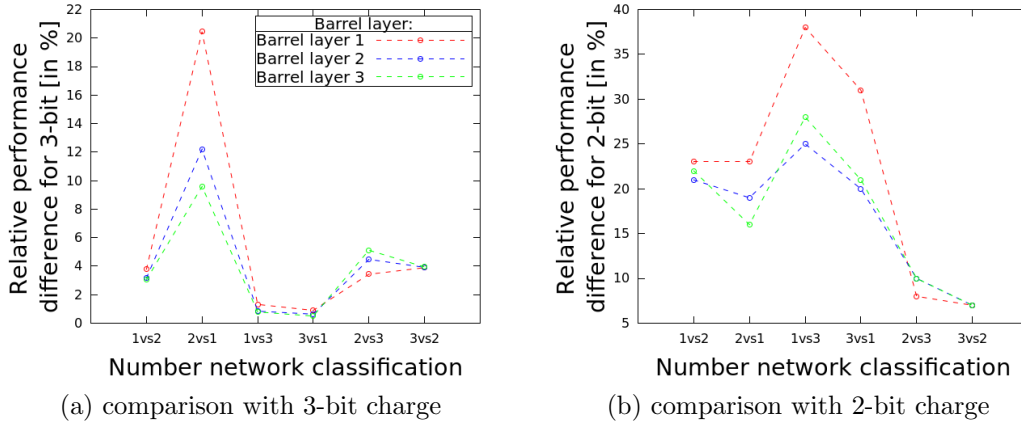 Relative performance
difference for 3-bit [in %]
22
20
18
16
14
12
10
8
6
4
2
0
Barrel layer:
Barrel layer 1
Barrel layer 2
Barrel layer 3
1vs2 2vs1 1vs3 3vs1 2vs3 3vs2
Number network classification
(a) comparison with 3-bit charge
Relative performance
difference for 2-bit [in %]
40
35
30
25
20
15
10
5
1vs2 2vs1 1vs3 3vs1 2vs3 3vs2
Number network classification
(b) comparison with 2-bit charge